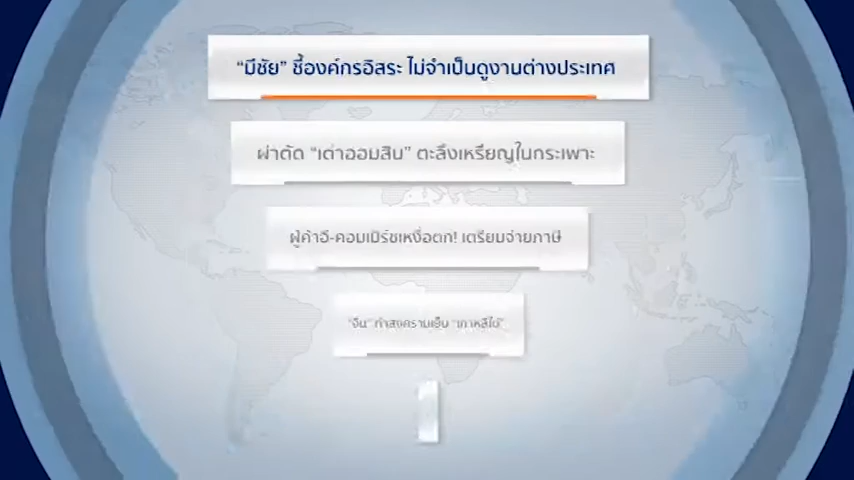 “มีชัย” ชี้องค์กรอิสระ ไม่จำเป็นดูงานต่างประเทศ
ผ่าตัด “เต่าออมสิน” ตะลึงเหรียญในกระเพาะ
ผู้ค้าอี-คอมเมิร์ซเหงื่อตก! เตรียมจ่ายภาษี
“จีน” ทำสงครามเย็น “เกาหลีใต้”